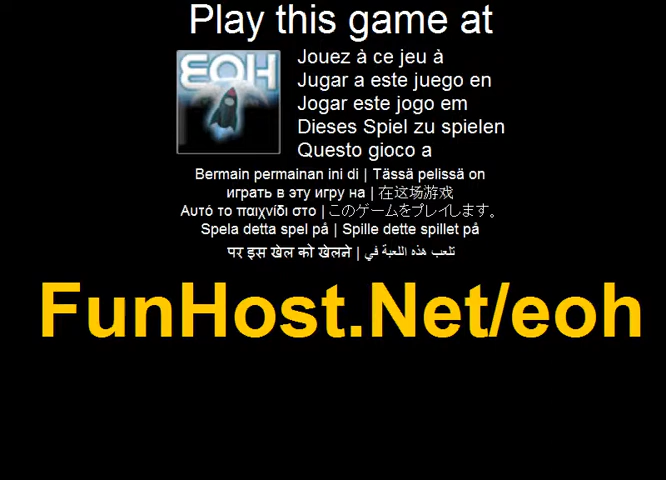 Play this game at
EOH
Jouez à ce jeu à
Jugar a este juego en
Jogar este jogo em
Dieses Spiel zu spielen
Questo gioco a
Bermain permainan ini di | Tässä pelissä on
играть в эту игру на | 在这场游戏
Αυτό το παιχνίδι στο | このゲームをプレイします。
Spela detta spel på | Spille dette spillet på
पर इस खेल को खेलने | تلعب هذه اللعبة في
FunHost.Net/eoh